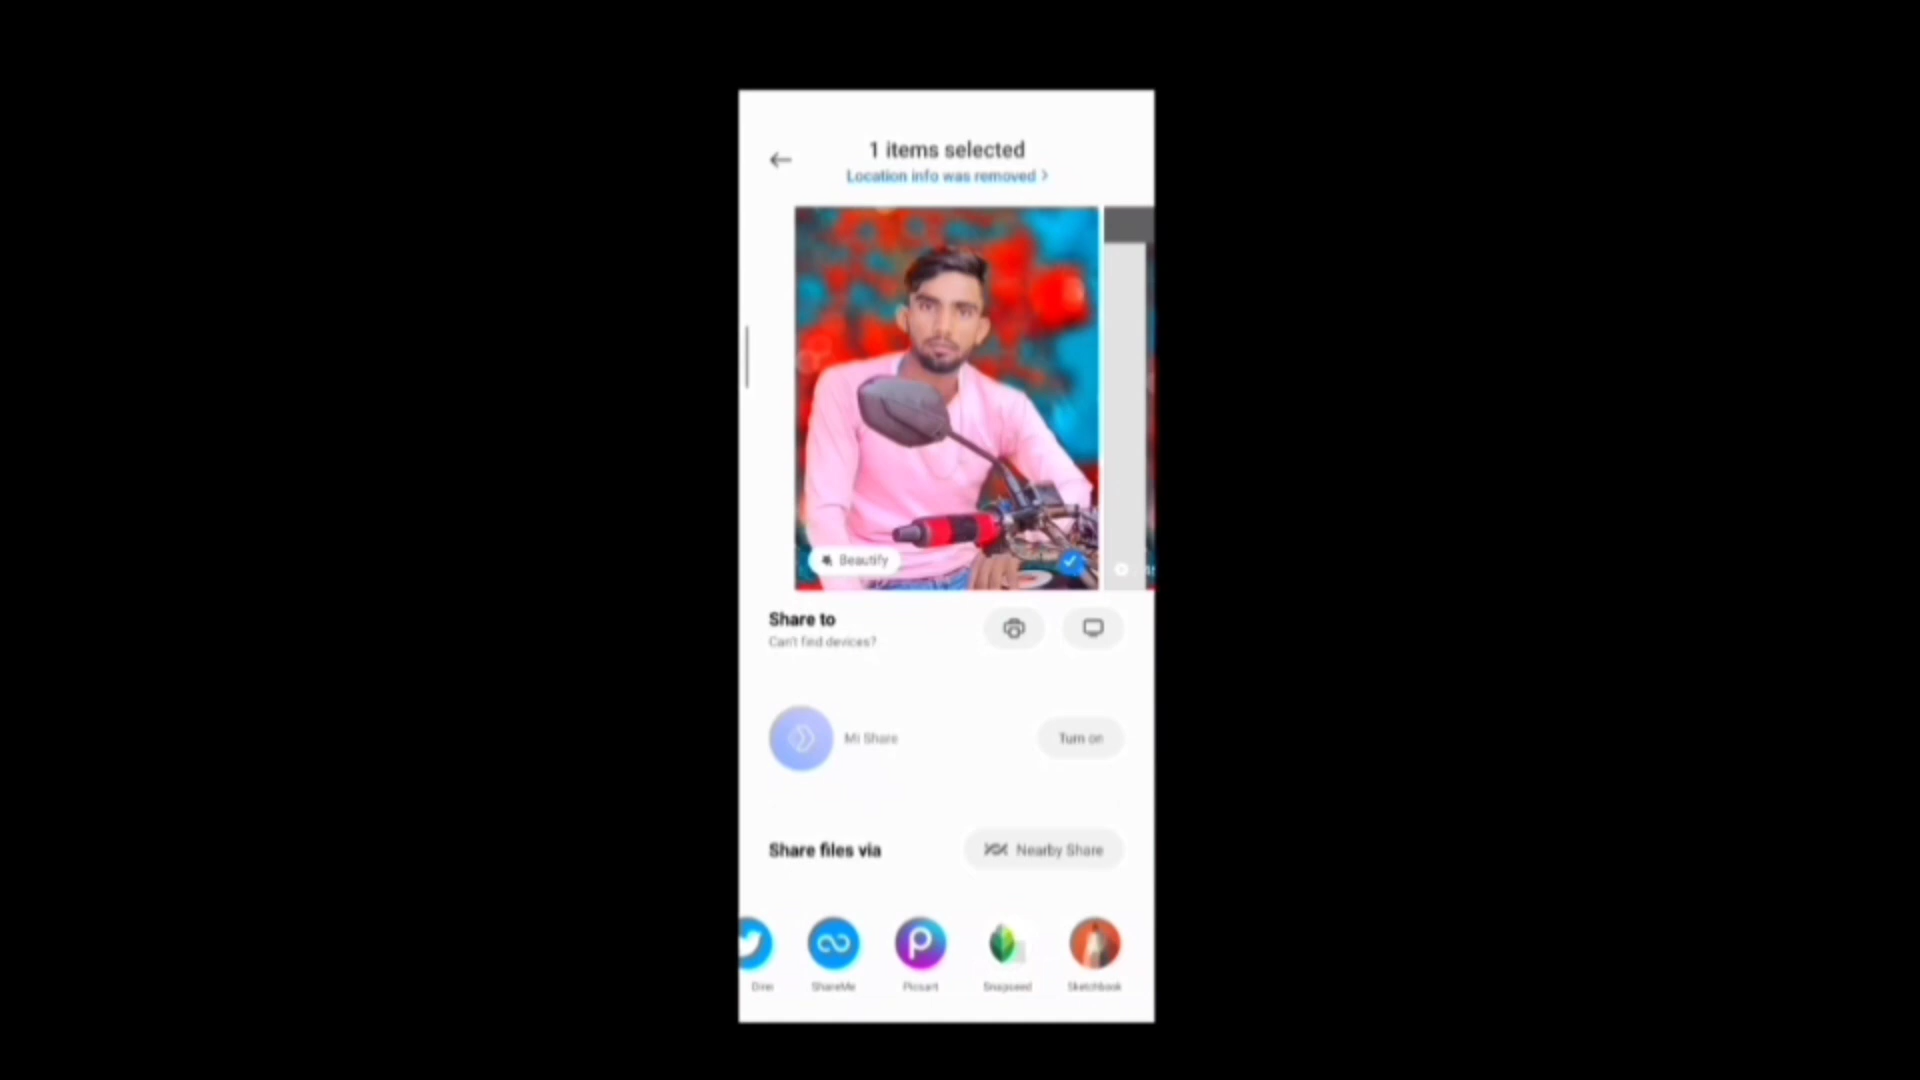 1 items selected
Location info was removed >
Beautify
Share to
Can't find devices?
Mi Share
Turn on
Share files via
Nearby Share
Direc
ShareMe
Picsart
Snapseed
Sketchbook